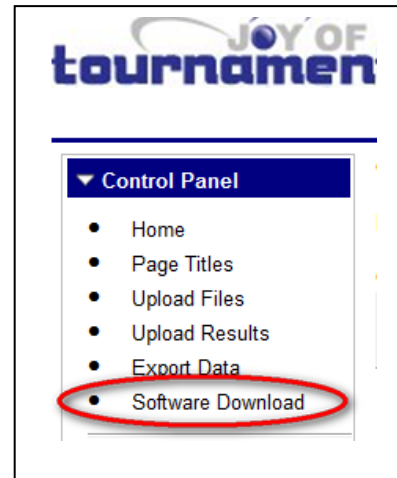 JOY OF
tournamen
Control Panel
Home
Page Titles
Upload Files
Upload Results
Export Data
Software Download